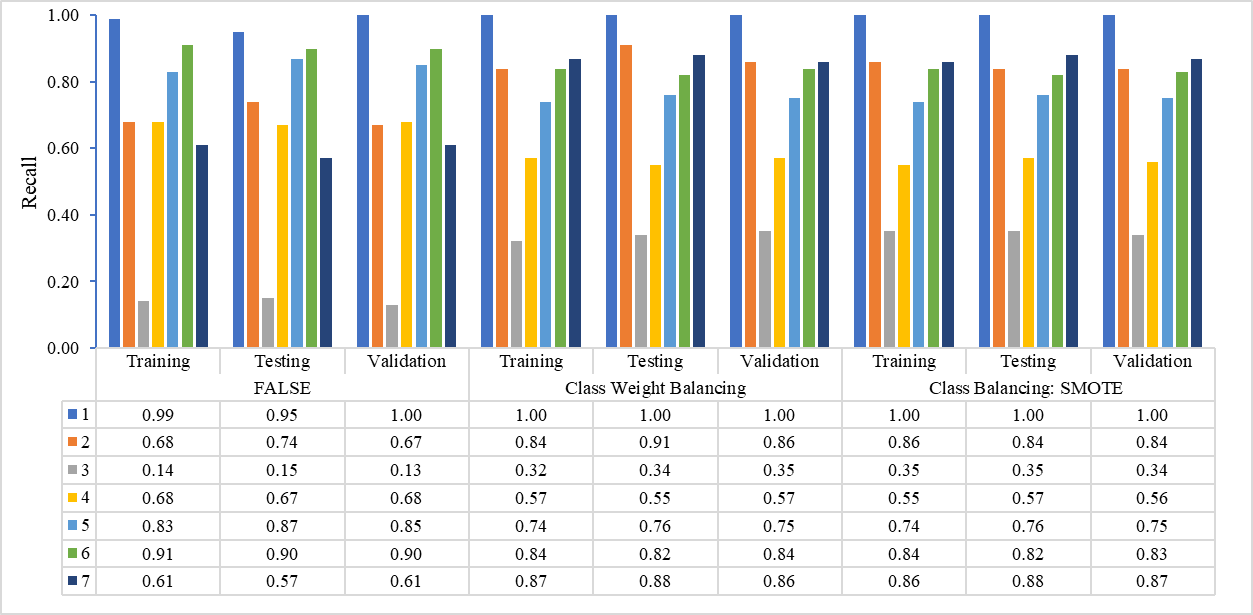 1.00
0.80
0.60
0.40
0.20
0.00
Recall
Training Testing Validation Training Testing Validation Training Testing Validation
FALSE Class Weight Balancing Class Balancing: SMOTE
1 0.99 0.95 1.00 1.00 1.00 1.00 1.00 1.00 1.00
2 0.68 0.74 0.67 0.84 0.91 0.86 0.86 0.84 0.84
3 0.14 0.15 0.13 0.32 0.34 0.35 0.35 0.35 0.34
4 0.68 0.67 0.68 0.57 0.55 0.57 0.55 0.57 0.56
5 0.83 0.87 0.85 0.74 0.76 0.75 0.74 0.76 0.75
6 0.91 0.90 0.90 0.84 0.82 0.84 0.84 0.82 0.83
7 0.61 0.57 0.61 0.87 0.88 0.86 0.86 0.88 0.87